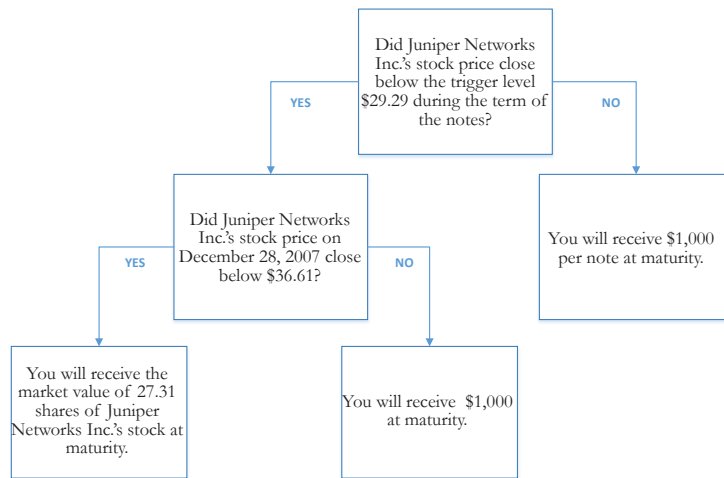 Did Juniper Networks
Inc.'s stock price close
below the trigger level
$29.29 during the term of
the notes?
YES
NO
Did Juniper Networks
Inc.'s stock price on
December 28, 2007 close
below $36.61?
You will receive $1,000
per note at maturity.
YES
NO
You will receive the
market value of 27.31
shares of Juniper
Networks Inc.'s stock at
maturity.
You will receive $1,000
at maturity.